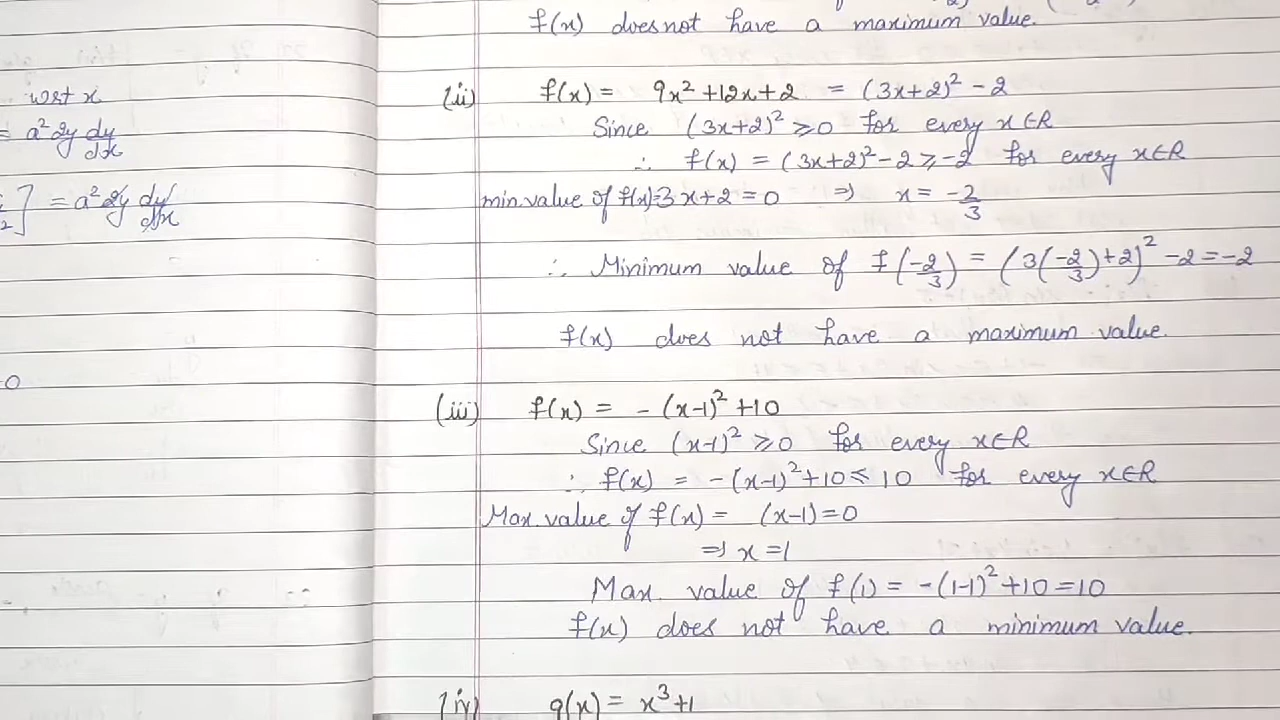 wrt x
= a² 2y dy/dx
] = a² 2y dy/dx
0
f(x) does not have a maximum value.
(ii) f(x) = 9x² + 12x + 2 = (3x+2)² - 2
Since (3x+2)² ≥ 0 for every x ∈ R
∴ f(x) = (3x+2)² - 2 ≥ -2 for every x ∈ R
min. value of f(x) = 3x + 2 = 0 ⇒ x = -2/3
∴ Minimum value of f(-2/3) = (3(-2/3)+2)² - 2 = -2
f(x) does not have a maximum value.
(iii) f(x) = - (x-1)² + 10
Since (x-1)² ≥ 0 for every x ∈ R
∴ f(x) = - (x-1)² + 10 ≤ 10 for every x ∈ R
Max. value of f(x) = (x-1) = 0
⇒ x = 1
Max. value of f(1) = -(1-1)² + 10 = 10
f(x) does not have a minimum value.
(iv) g(x) = x³ + 1